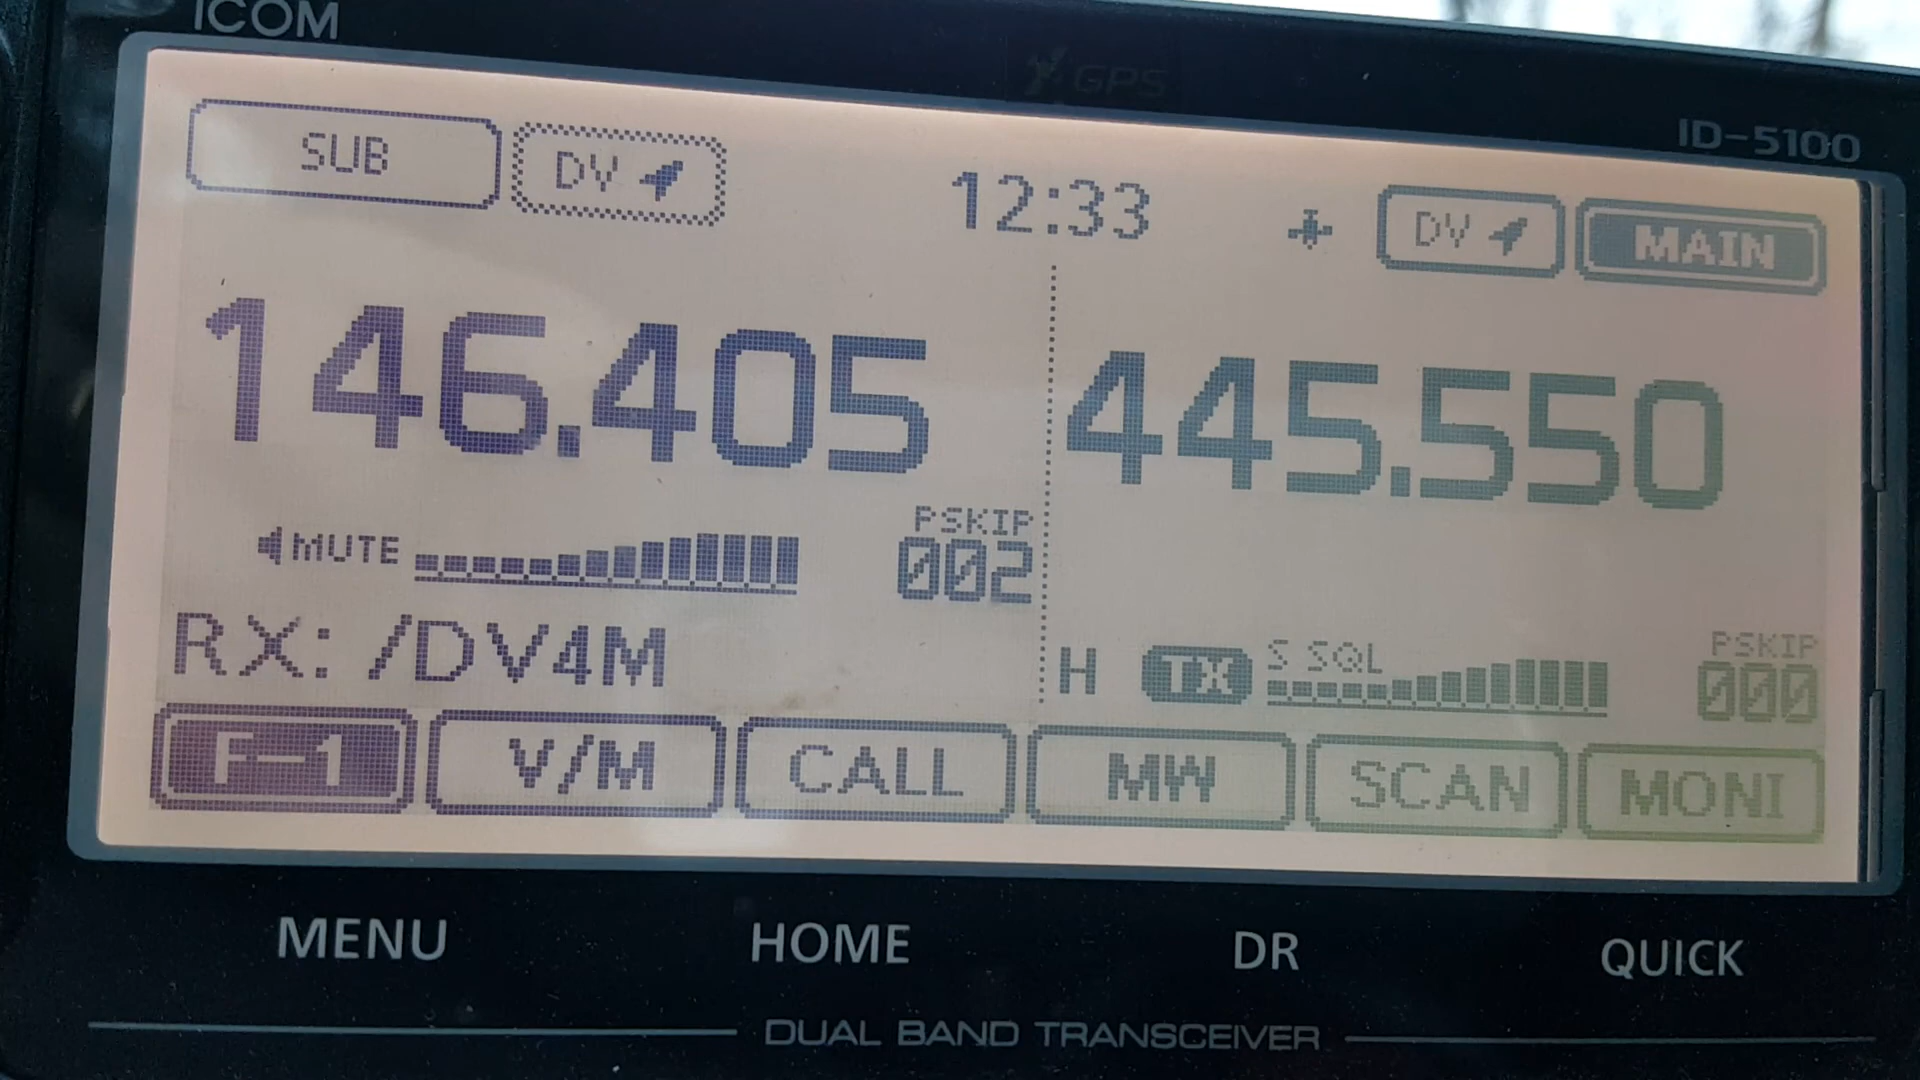 ICOM
GPS
ID-5100
SUB DV 12:33 DV MAIN
146.405 445.550
MUTE PSKIP 002
RX: /DV4M
H TX S SQL PSKIP 000
F-1 V/M CALL MW SCAN MONI
MENU HOME DR QUICK
DUAL BAND TRANSCEIVER